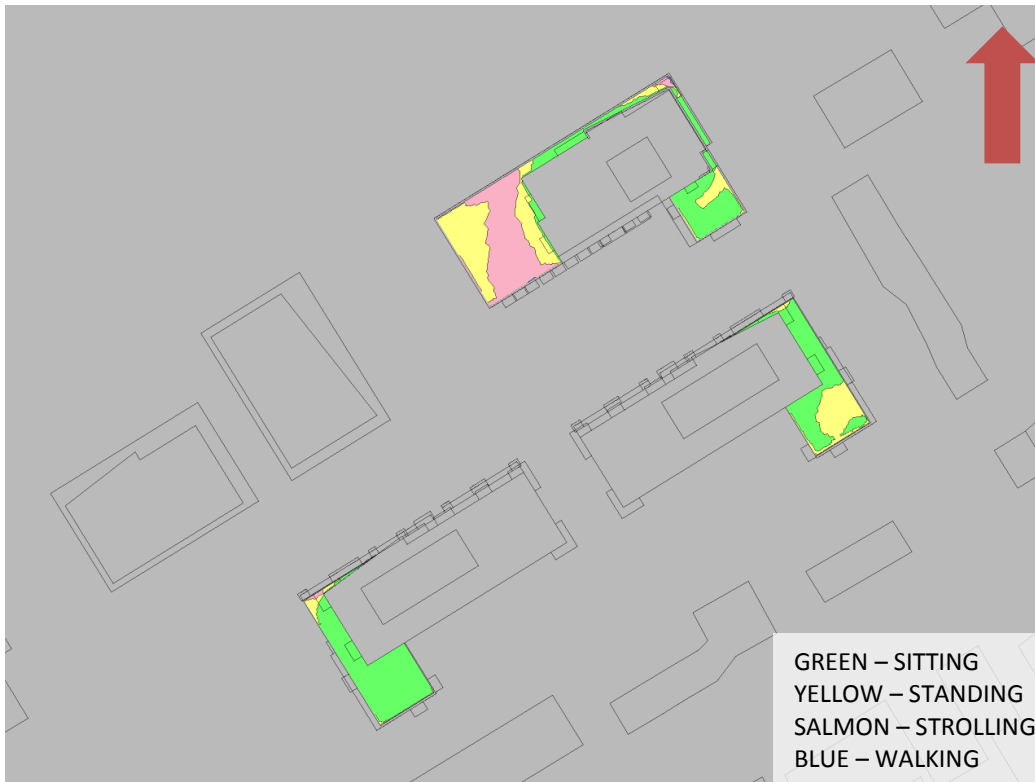 GREEN – SITTING
YELLOW – STANDING
SALMON – STROLLING
BLUE – WALKING